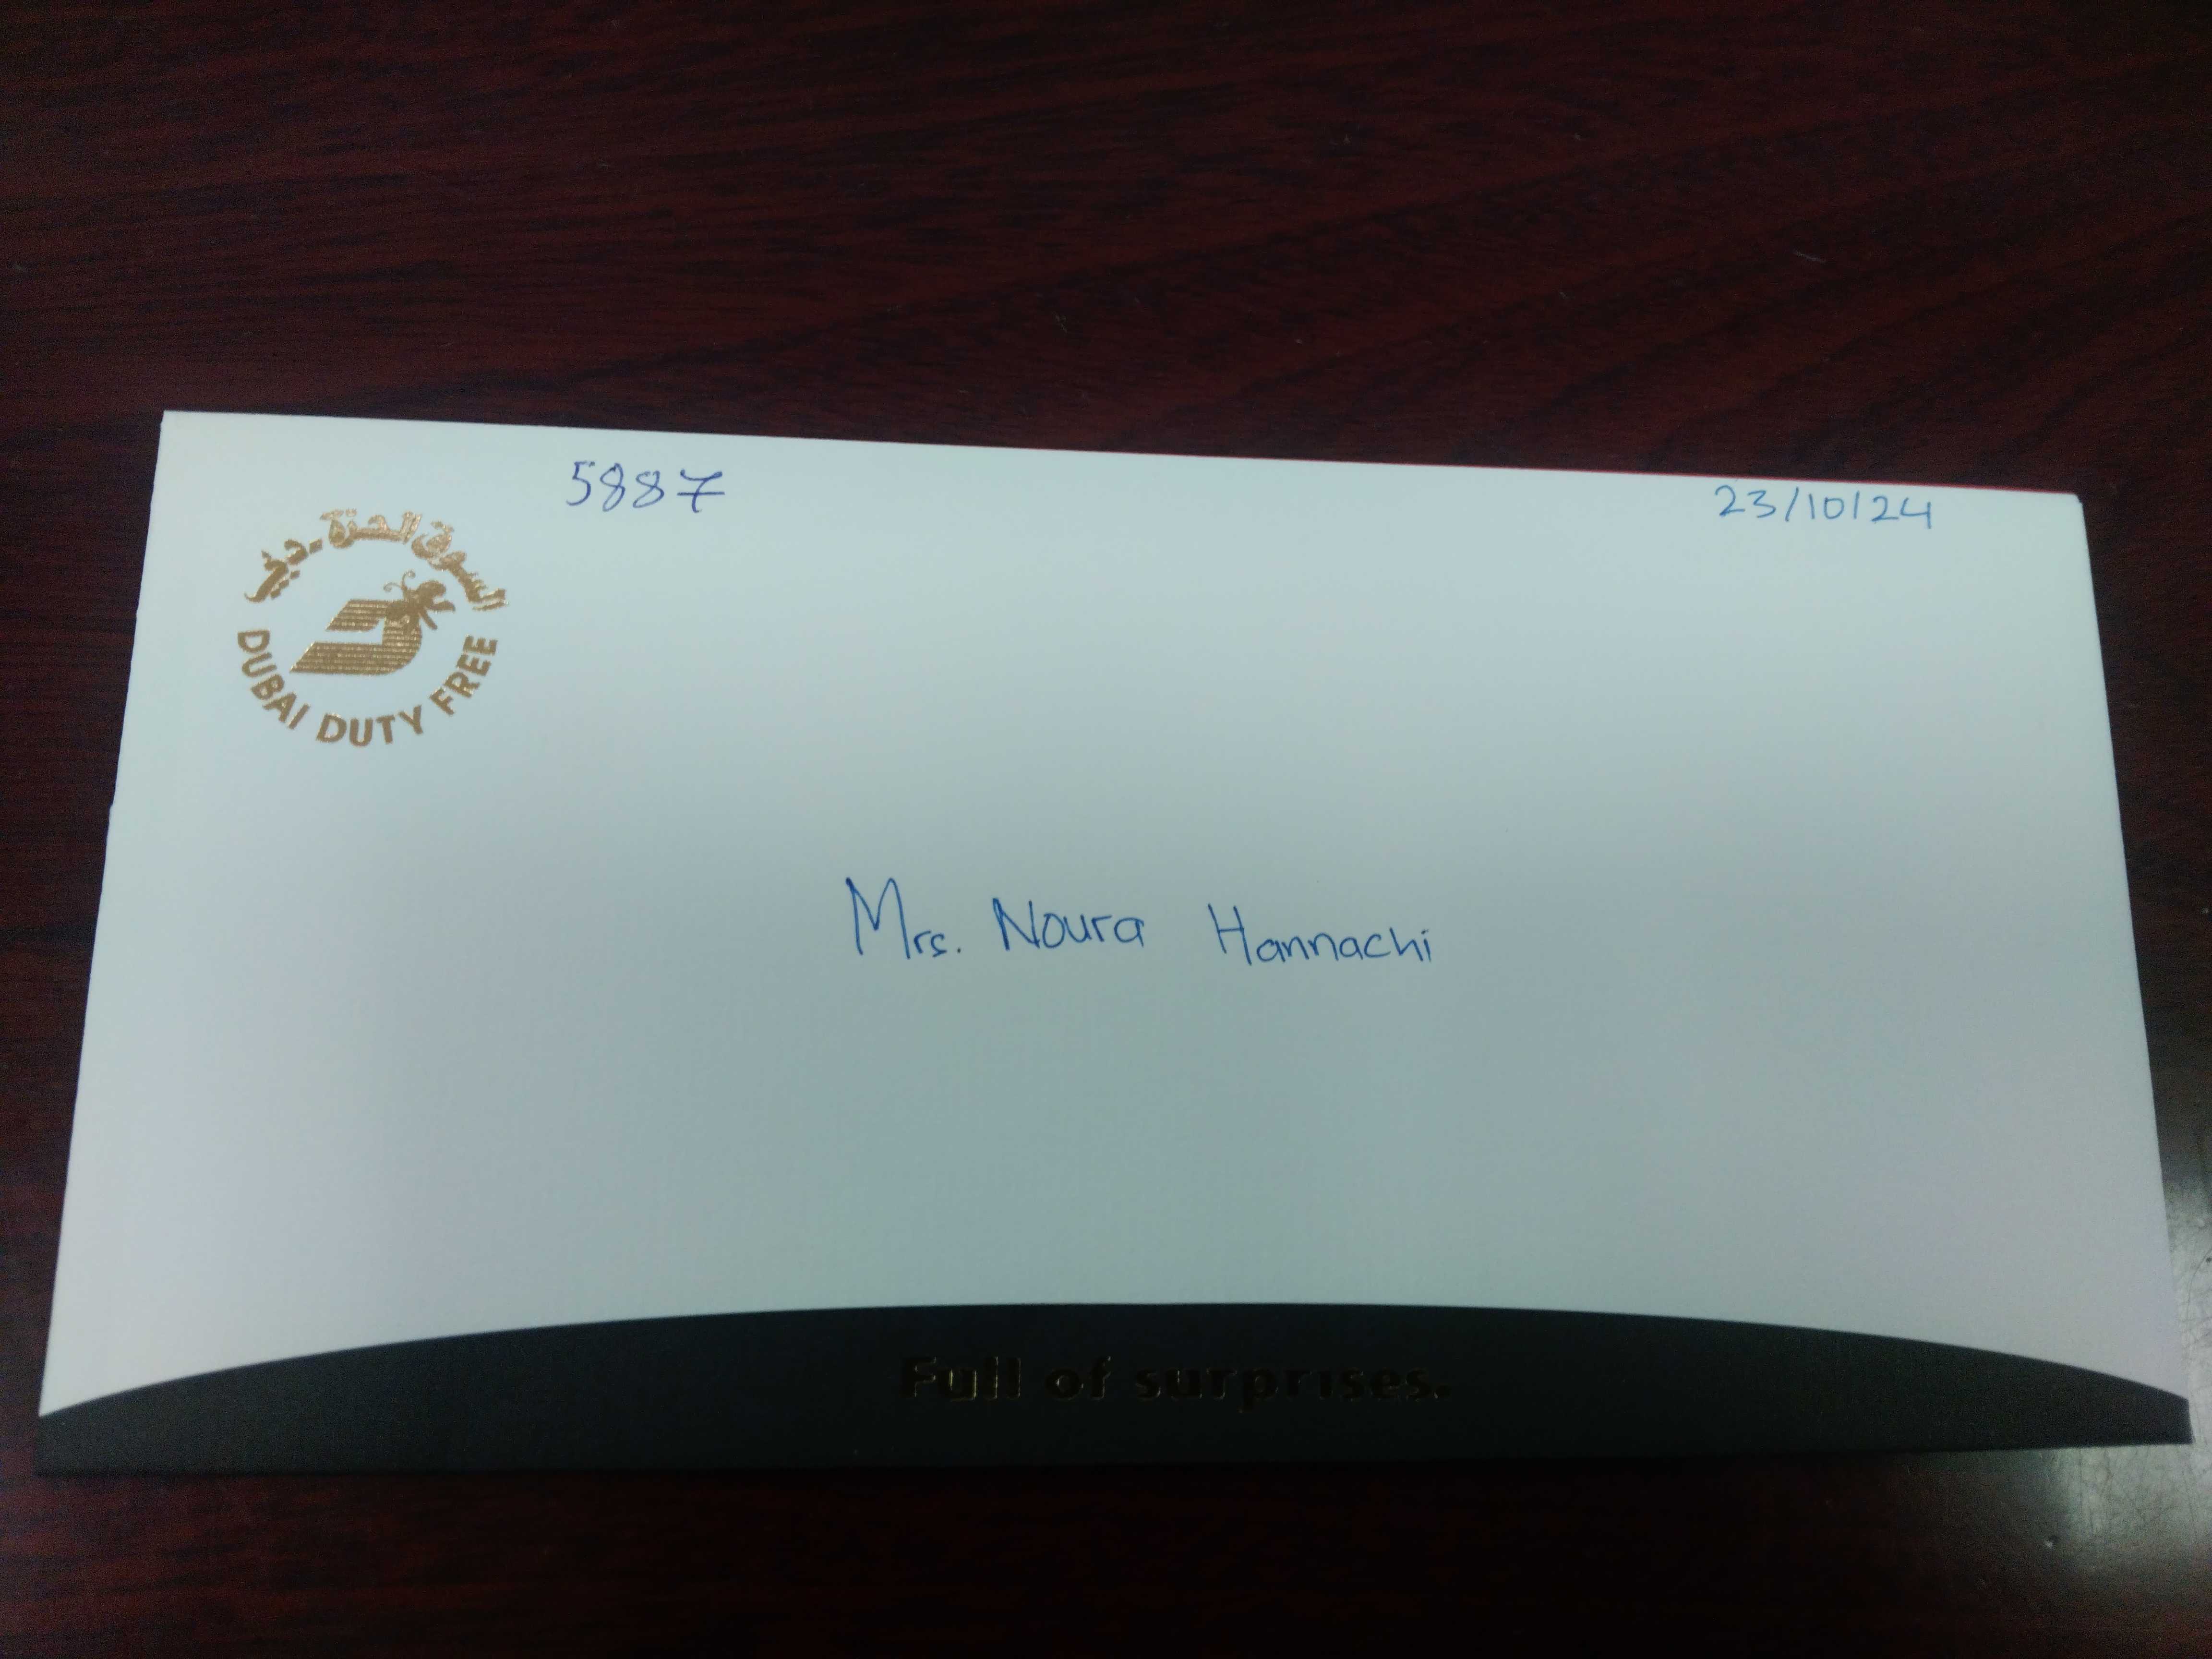 5887
23/10/24
السوق الحرة - دبي
DUBAI DUTY FREE
Mrs. Noura Hannachi
Full of surprises.